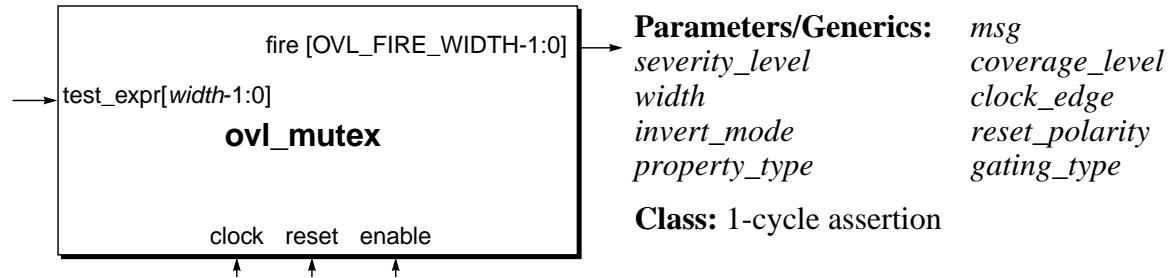 fire [OVL_FIRE_WIDTH-1:0]
test_expr[width-1:0]
ovl_mutex
clock reset enable
Parameters/Generics: msg
severity_level coverage_level
width clock_edge
invert_mode reset_polarity
property_type gating_type
Class: 1-cycle assertion